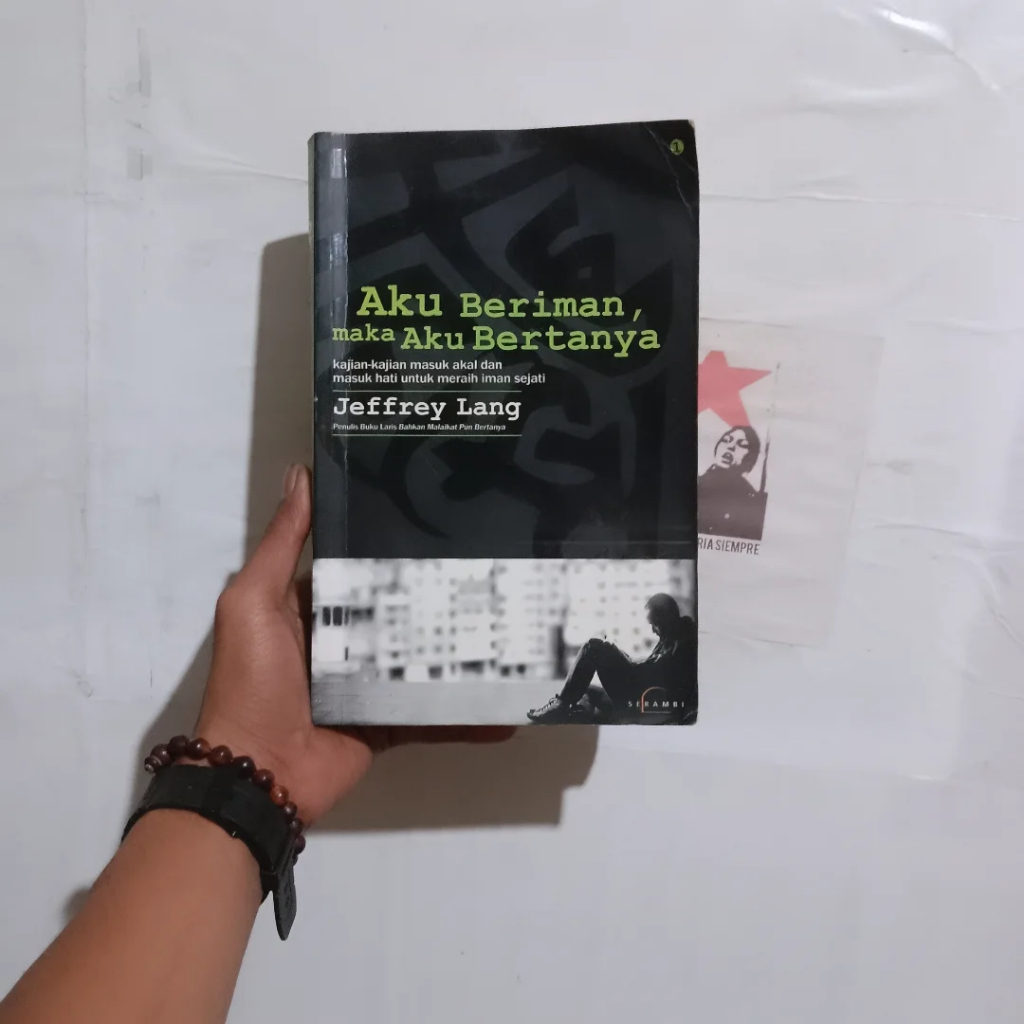 1
Aku Beriman,
maka Aku Bertanya
kajian-kajian masuk akal dan
masuk hati untuk meraih iman sejati
Jeffrey Lang
Penulis Buku Laris Bahkan Malaikat Pun Bertanya
SERAMBI
RIA SIEMPRE